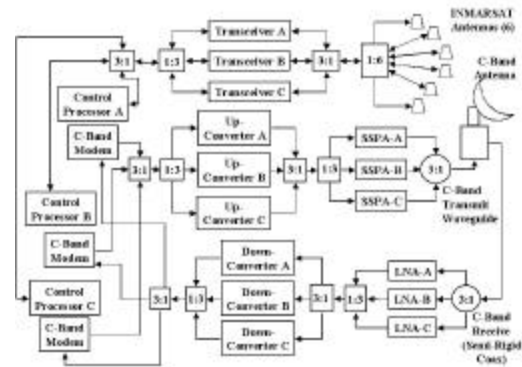 INMARSAT
Antennas (6)
Transceiver A
3:1
1:3
Transceiver B
3:1
1:6
C-Band
Antenna
Transceiver C
Control
Processor A
C-Band
Modem
Up-
Converter A
3:1
1:3
Up-
Converter B
3:1
1:3
SSPA-A
SSPA-B
3:1
SSPA-C
Up-
Converter C
C-Band
Transmit
Waveguide
Control
Processor B
C-Band
Modem
Down-
Converter A
Control
Processor C
3:1
1:3
Down-
Converter B
3:1
1:3
LNA-A
LNA-B
3:1
LNA-C
C-Band
Modem
Down-
Converter C
C-Band
Receive
(Semi-Rigid
Coax)